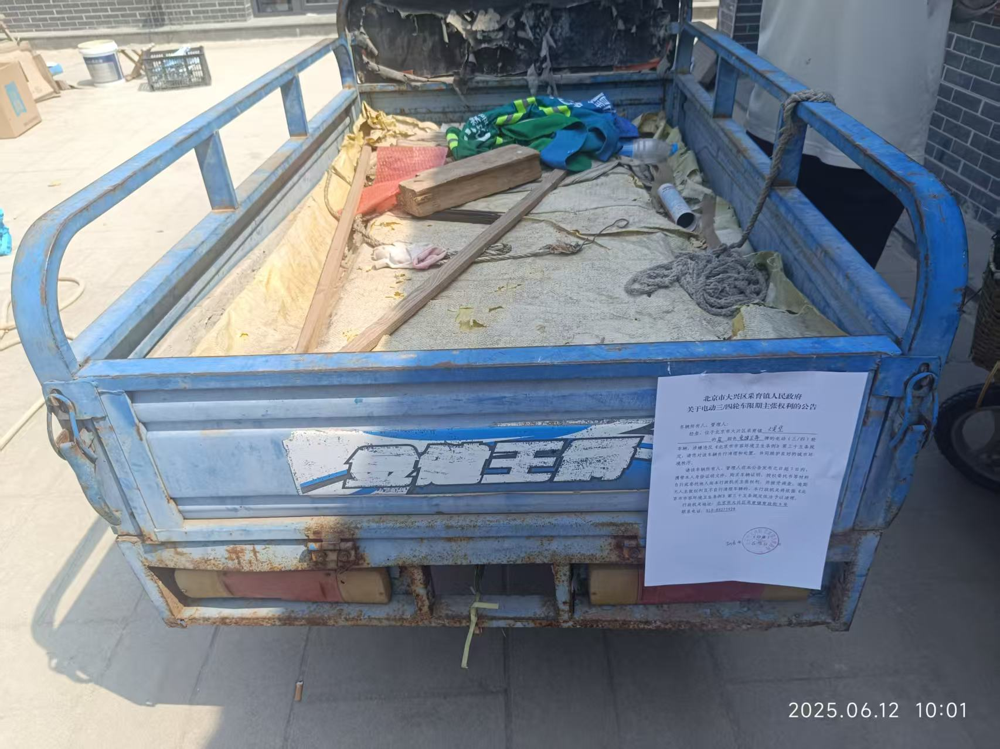 北京市大兴区采育镇人民政府
关于电动三/四轮车限期主张权利的公告
车辆所有人、管理人：
经查，位于北京市大兴区采育镇
的蓝颜色金雕王子牌的电动（三/四）轮
车辆，涉嫌违反《北京市市容环境卫生条例》第三十五条规
定，请您对该车辆自行清理和处置，共同维护良好的城市环
境秩序。
请该车辆所有人、管理人在本公告发布之日起7日内，
携带本人身份证明文件、购买车辆证明、授权委托书等材料
自行或委托他人向本行政机关主张权利，并接受调查。逾期
无人主张权利且不自行清理车辆的，本行政机关将依据《北
京市市容环境卫生条例》第三十五条规定依法予以清理。
行政机关地址：北京市大兴区采育镇育政街9号
联系电话：010-80275929
（印章）
2025.06.12 10:01